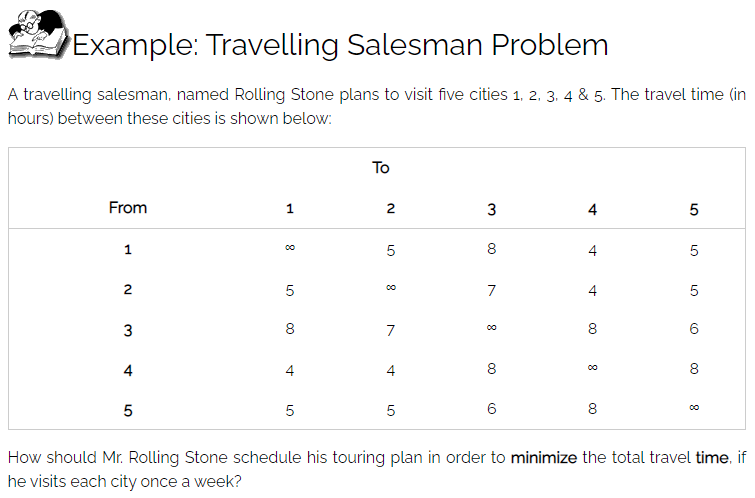 Example: Travelling Salesman Problem
A travelling salesman, named Rolling Stone plans to visit five cities 1, 2, 3, 4 & 5. The travel time (in
hours) between these cities is shown below:
To
From 1 2 3 4 5
1 ∞ 5 8 4 5
2 5 ∞ 7 4 5
3 8 7 ∞ 8 6
4 4 4 8 ∞ 8
5 5 5 6 8 ∞
How should Mr. Rolling Stone schedule his touring plan in order to minimize the total travel time, if
he visits each city once a week?